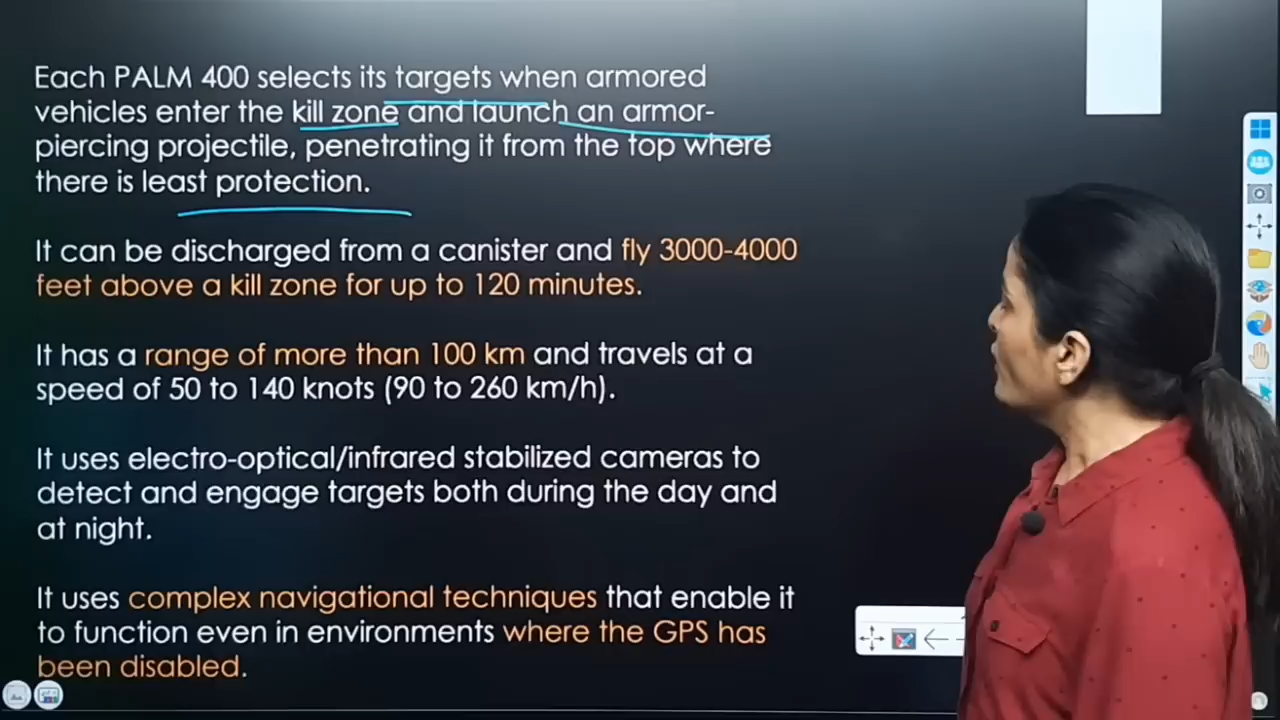 Each PALM 400 selects its targets when armored
vehicles enter the kill zone and launch an armor-
piercing projectile, penetrating it from the top where
there is least protection.
It can be discharged from a canister and fly 3000-4000
feet above a kill zone for up to 120 minutes.
It has a range of more than 100 km and travels at a
speed of 50 to 140 knots (90 to 260 km/h).
It uses electro-optical/infrared stabilized cameras to
detect and engage targets both during the day and
at night.
It uses complex navigational techniques that enable it
to function even in environments where the GPS has
been disabled.